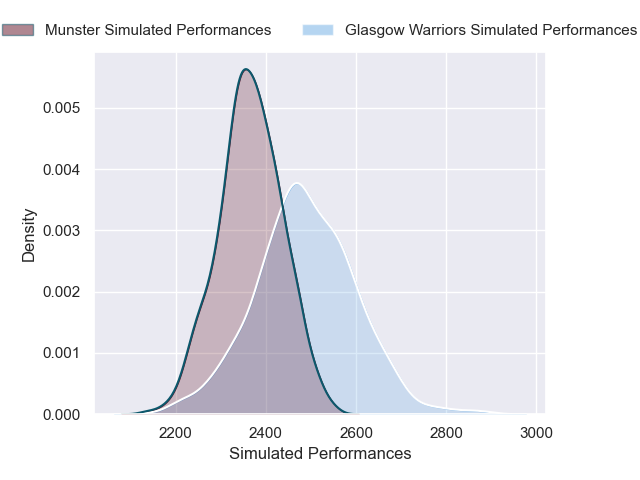 Munster Simulated Performances
Glasgow Warriors Simulated Performances
0.005
0.004
0.003
0.002
0.001
0.000
Density
2200
2400
2600
2800
3000
Simulated Performances